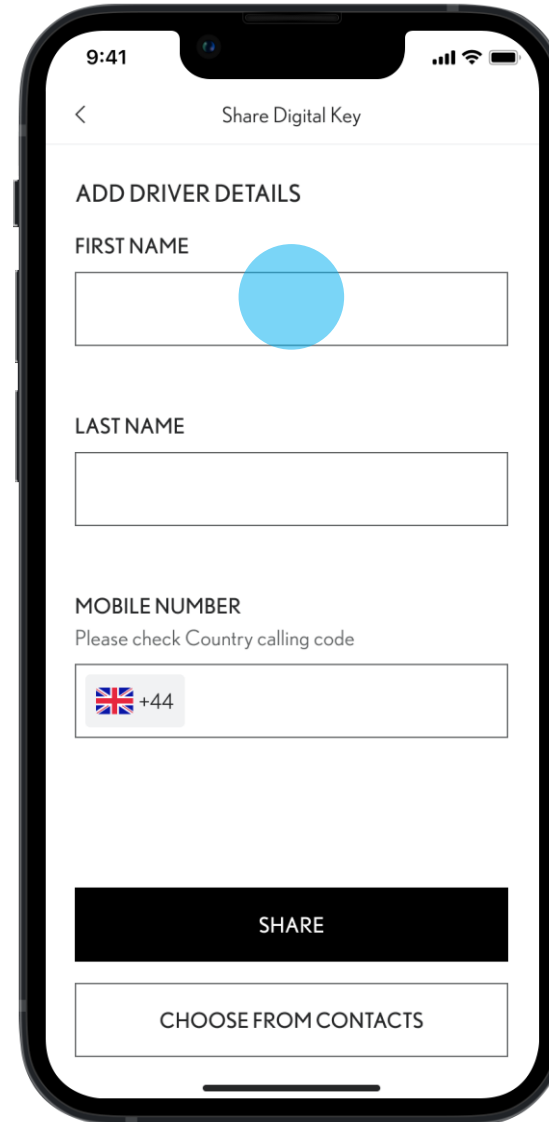 9:41
Share Digital Key
ADD DRIVER DETAILS
FIRST NAME
LAST NAME
MOBILE NUMBER
Please check Country calling code
+44
SHARE
CHOOSE FROM CONTACTS